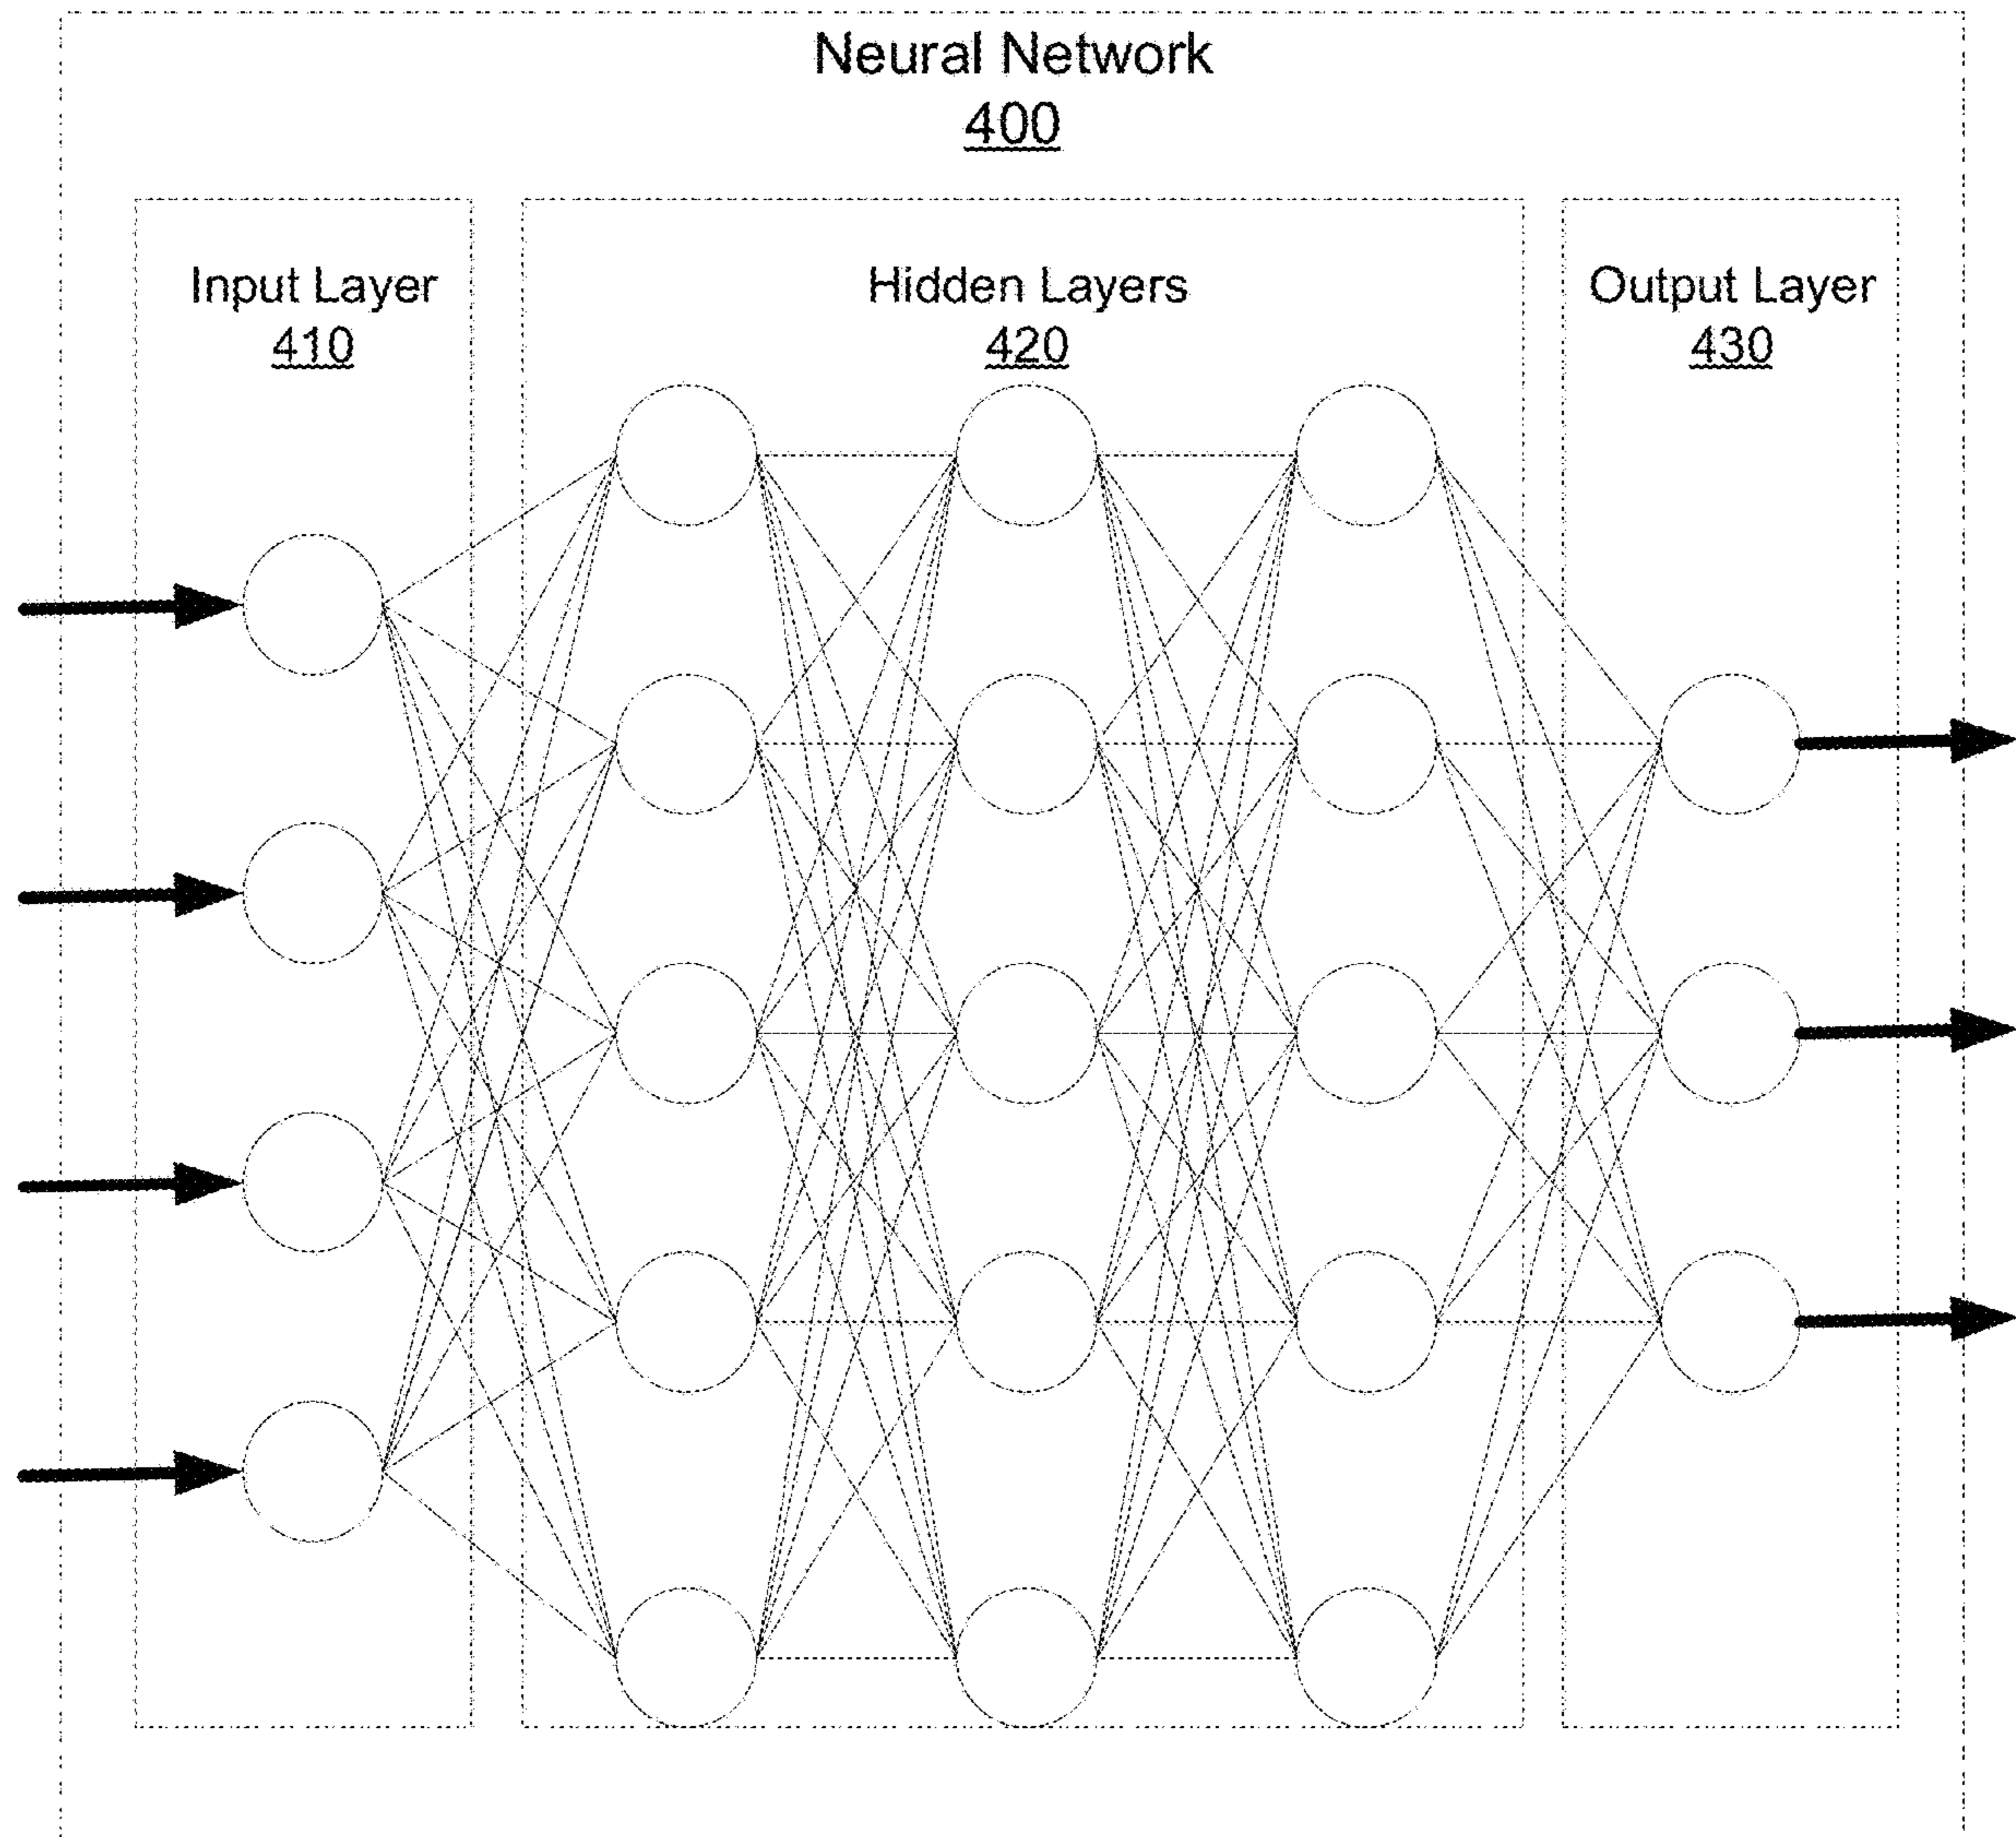 Neural Network
400
Input Layer
410
Hidden Layers
420
Output Layer
430